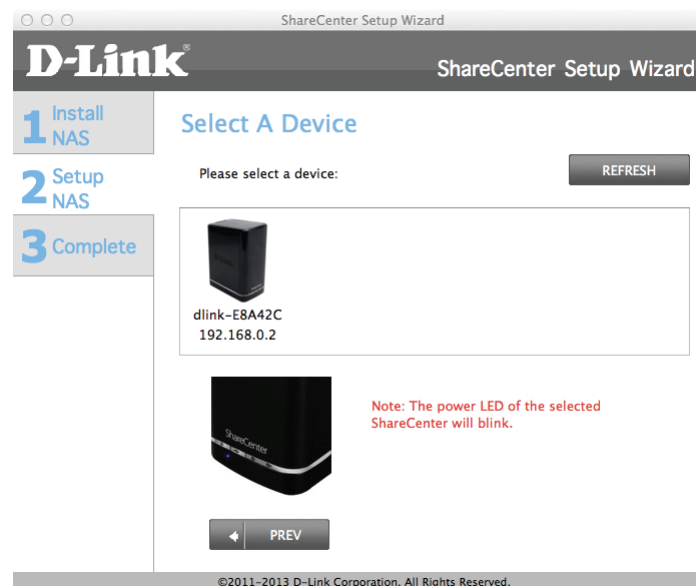 ShareCenter Setup Wizard
D-Link®
ShareCenter Setup Wizard
1 Install
NAS
2 Setup
NAS
3 Complete
Select A Device
Please select a device:
REFRESH
D-Link
dlink-E8A42C
192.168.0.2
ShareCenter
Note: The power LED of the selected
ShareCenter will blink.
PREV
©2011-2013 D-Link Corporation. All Rights Reserved.